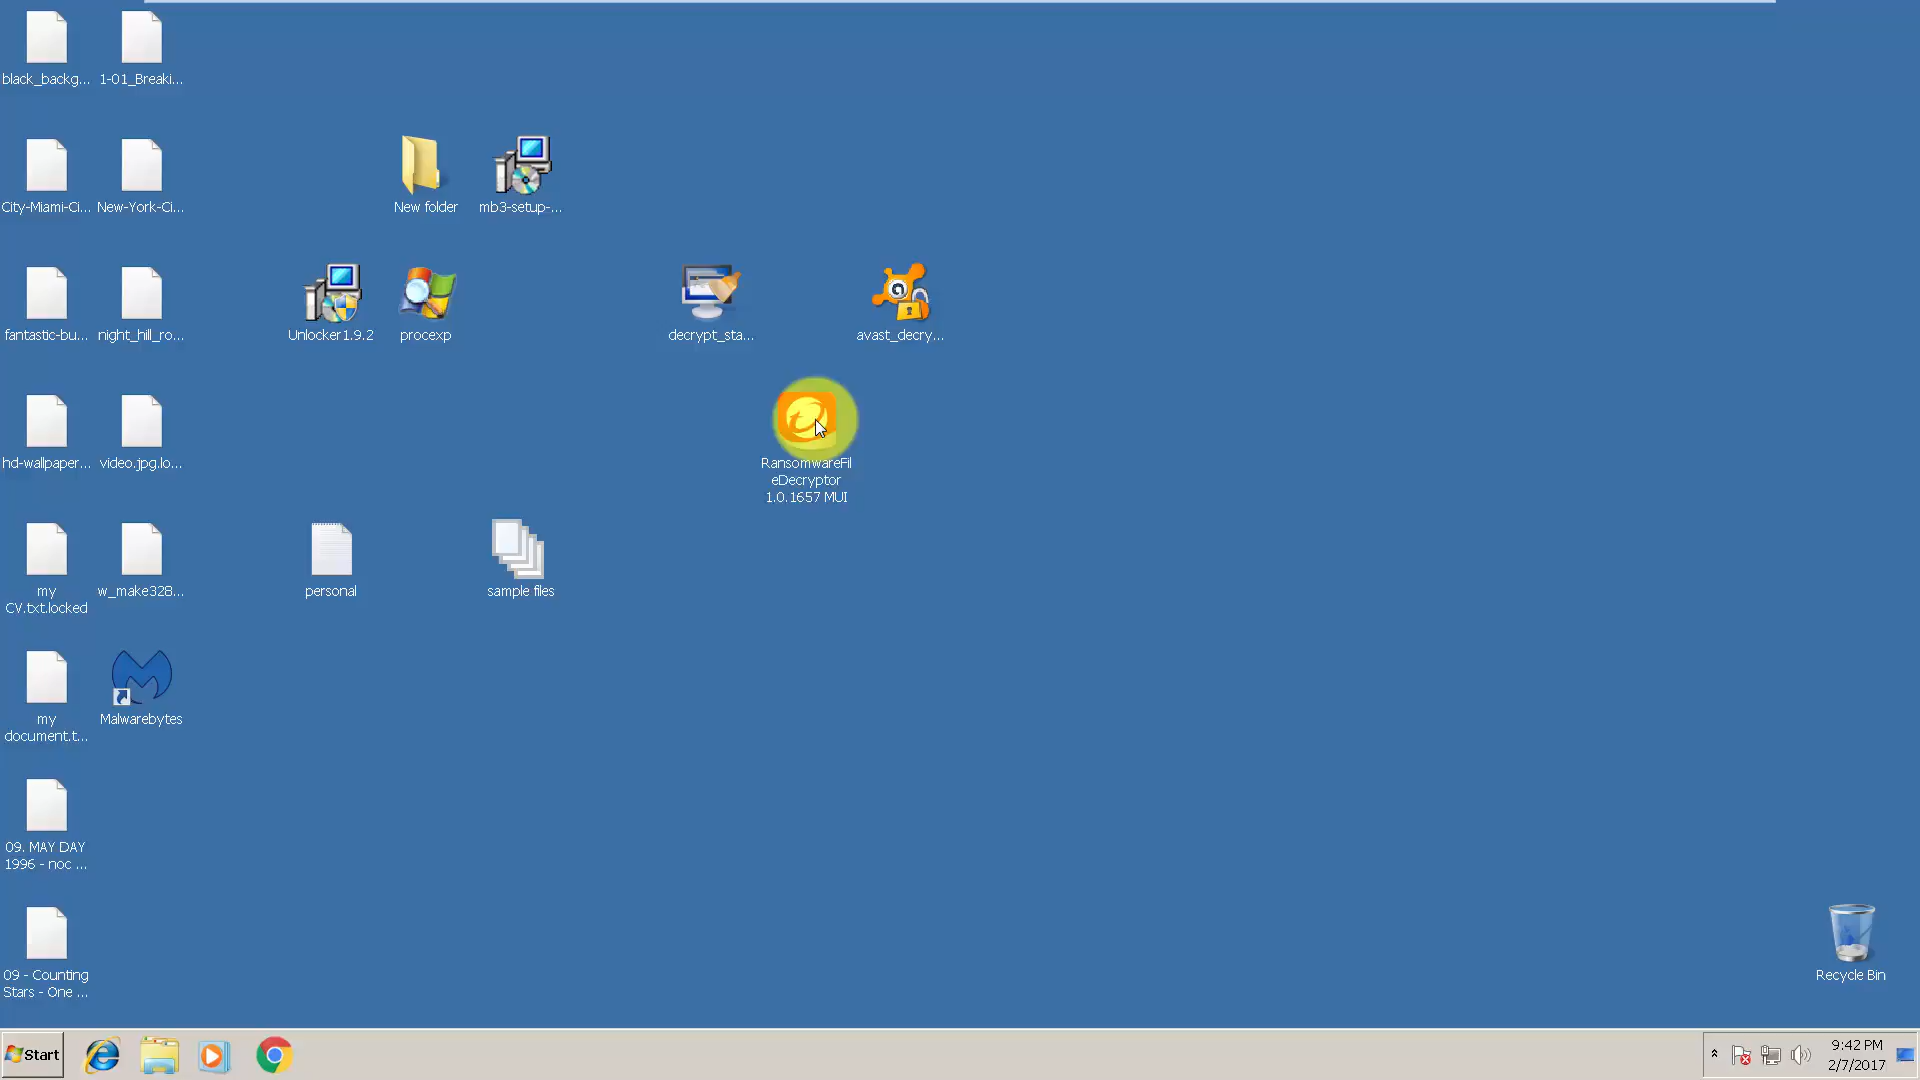 black_backg...
1-01_Breaki...
City-Miami-Ci...
New-York-Ci...
New folder
mb3-setup-...
fantastic-bu...
night_hill_ro...
Unlocker1.9.2
procexp
decrypt_sta...
avast_decry...
hd-wallpaper...
video.jpg.lo...
RansomwareFil
eDecryptor
1.0.1657 MUI
my
CV.txt.locked
w_make328...
personal
sample files
my
document.t...
Malwarebytes
09. MAY DAY
1996 - noc ...
09 - Counting
Stars - One ...
Recycle Bin
Start
9:42 PM
2/7/2017